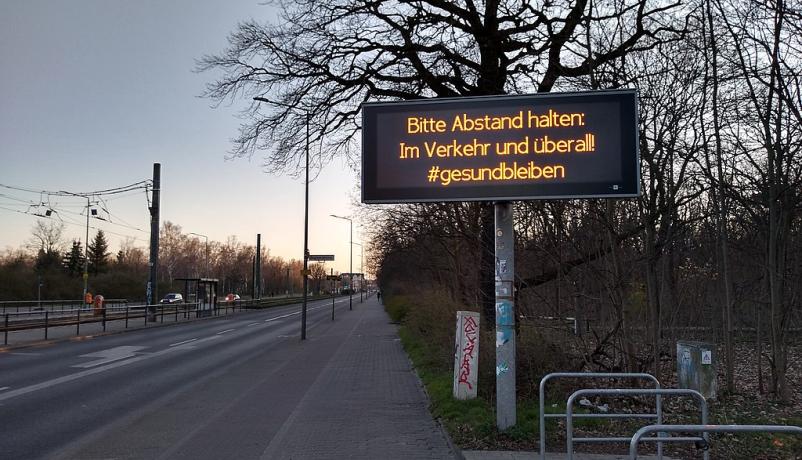 Bitte Abstand halten:
Im Verkehr und überall!
#gesundbleiben